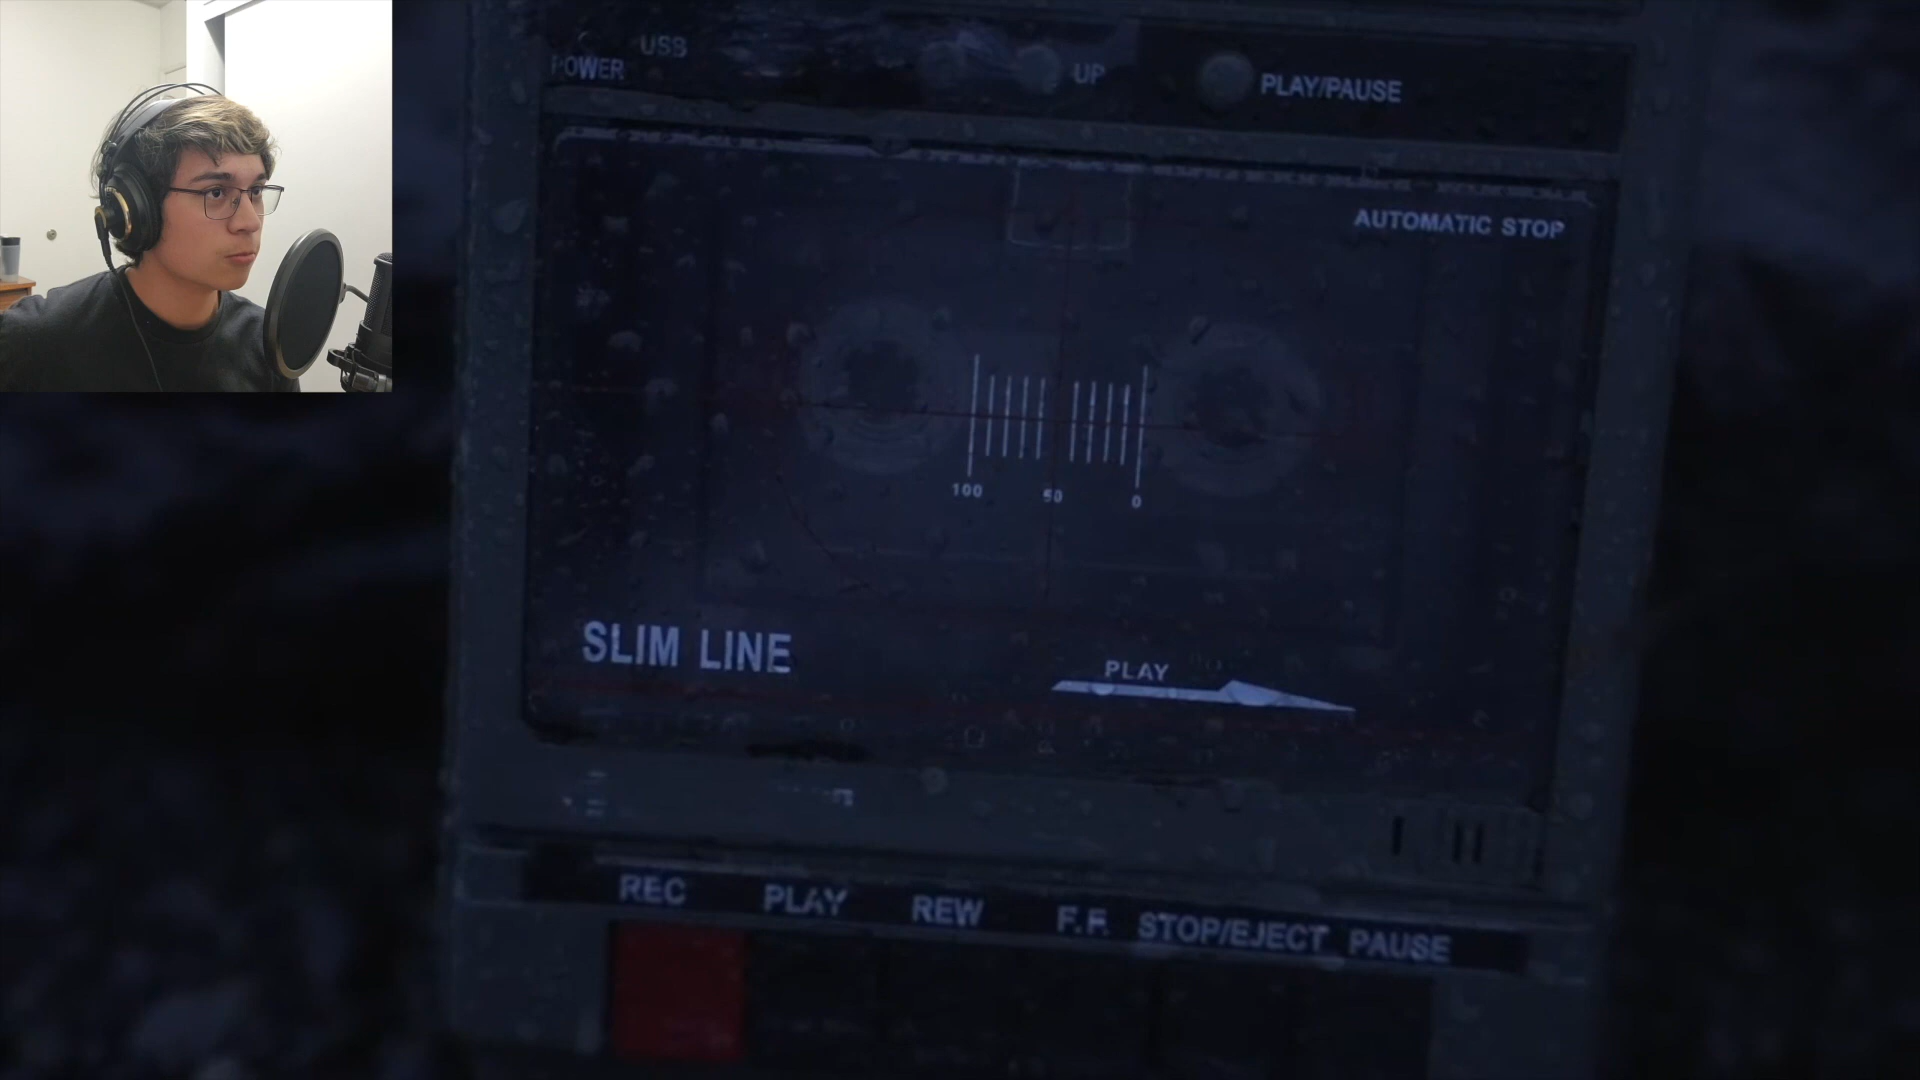 USB
POWER
UP
PLAY/PAUSE
AUTOMATIC STOP
100 50 0
SLIM LINE
PLAY
REC PLAY REW F.F. STOP/EJECT PAUSE